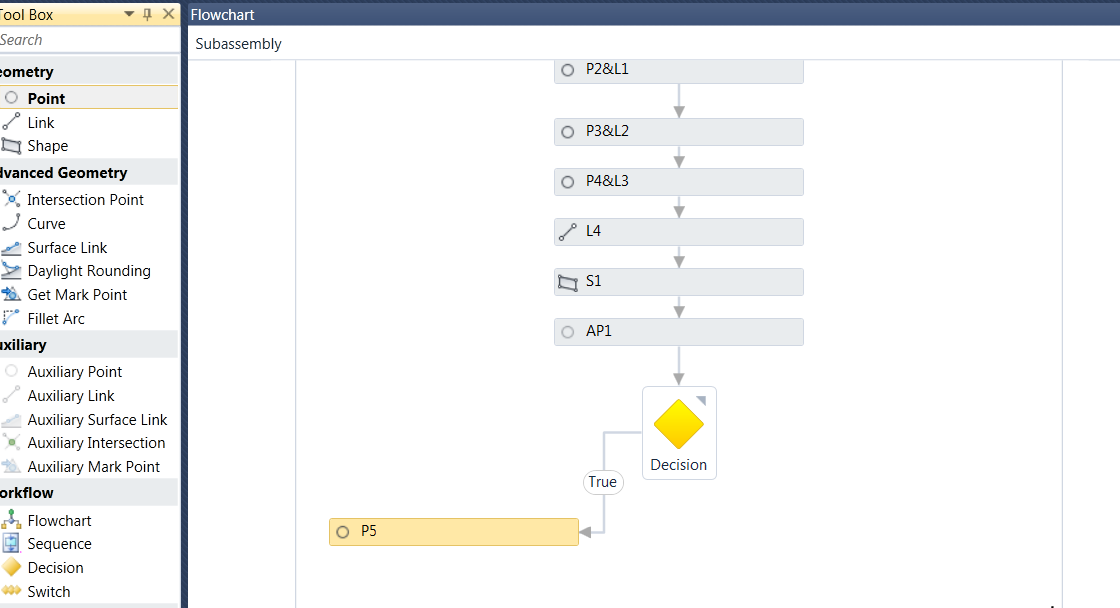 Tool Box
Search
eometry
Point
Link
Shape
dvanced Geometry
Intersection Point
Curve
Surface Link
Daylight Rounding
Get Mark Point
Fillet Arc
uxiliary
Auxiliary Point
Auxiliary Link
Auxiliary Surface Link
Auxiliary Intersection
Auxiliary Mark Point
orkflow
Flowchart
Sequence
Decision
Switch
Flowchart
Subassembly
P2&L1
P3&L2
P4&L3
L4
S1
AP1
Decision
True
P5